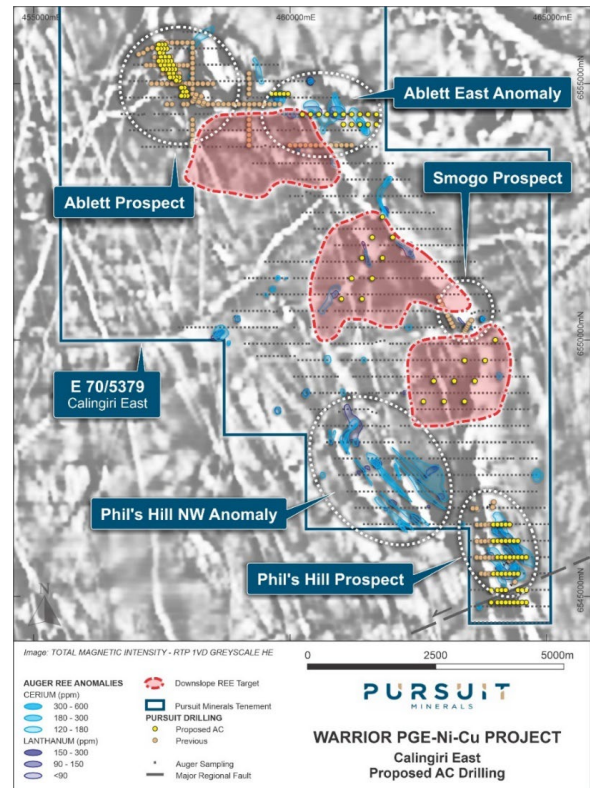 455000mE
460000mE
465000mE
6555000mN
Ablett East Anomaly
Ablett Prospect
Smogo Prospect
6550000mN
E 70/5379
Calingiri East
Phil's Hill NW Anomaly
Phil's Hill Prospect
6545000mN
Image: TOTAL MAGNETIC INTENSITY - RTP 1VD GREYSCALE HE
AUGER REE ANOMALIES
CERIUM (ppm)
300 - 600
180 - 300
120 - 180
LANTHANUM (ppm)
150 - 300
90 - 150
<90
Downslope REE Target
Pursuit Minerals Tenement
PURSUIT DRILLING
Proposed AC
Previous
Auger Sampling
Major Regional Fault
0 2500 5000m
PURSUIT
MINERALS
WARRIOR PGE-Ni-Cu PROJECT
Calingiri East
Proposed AC Drilling